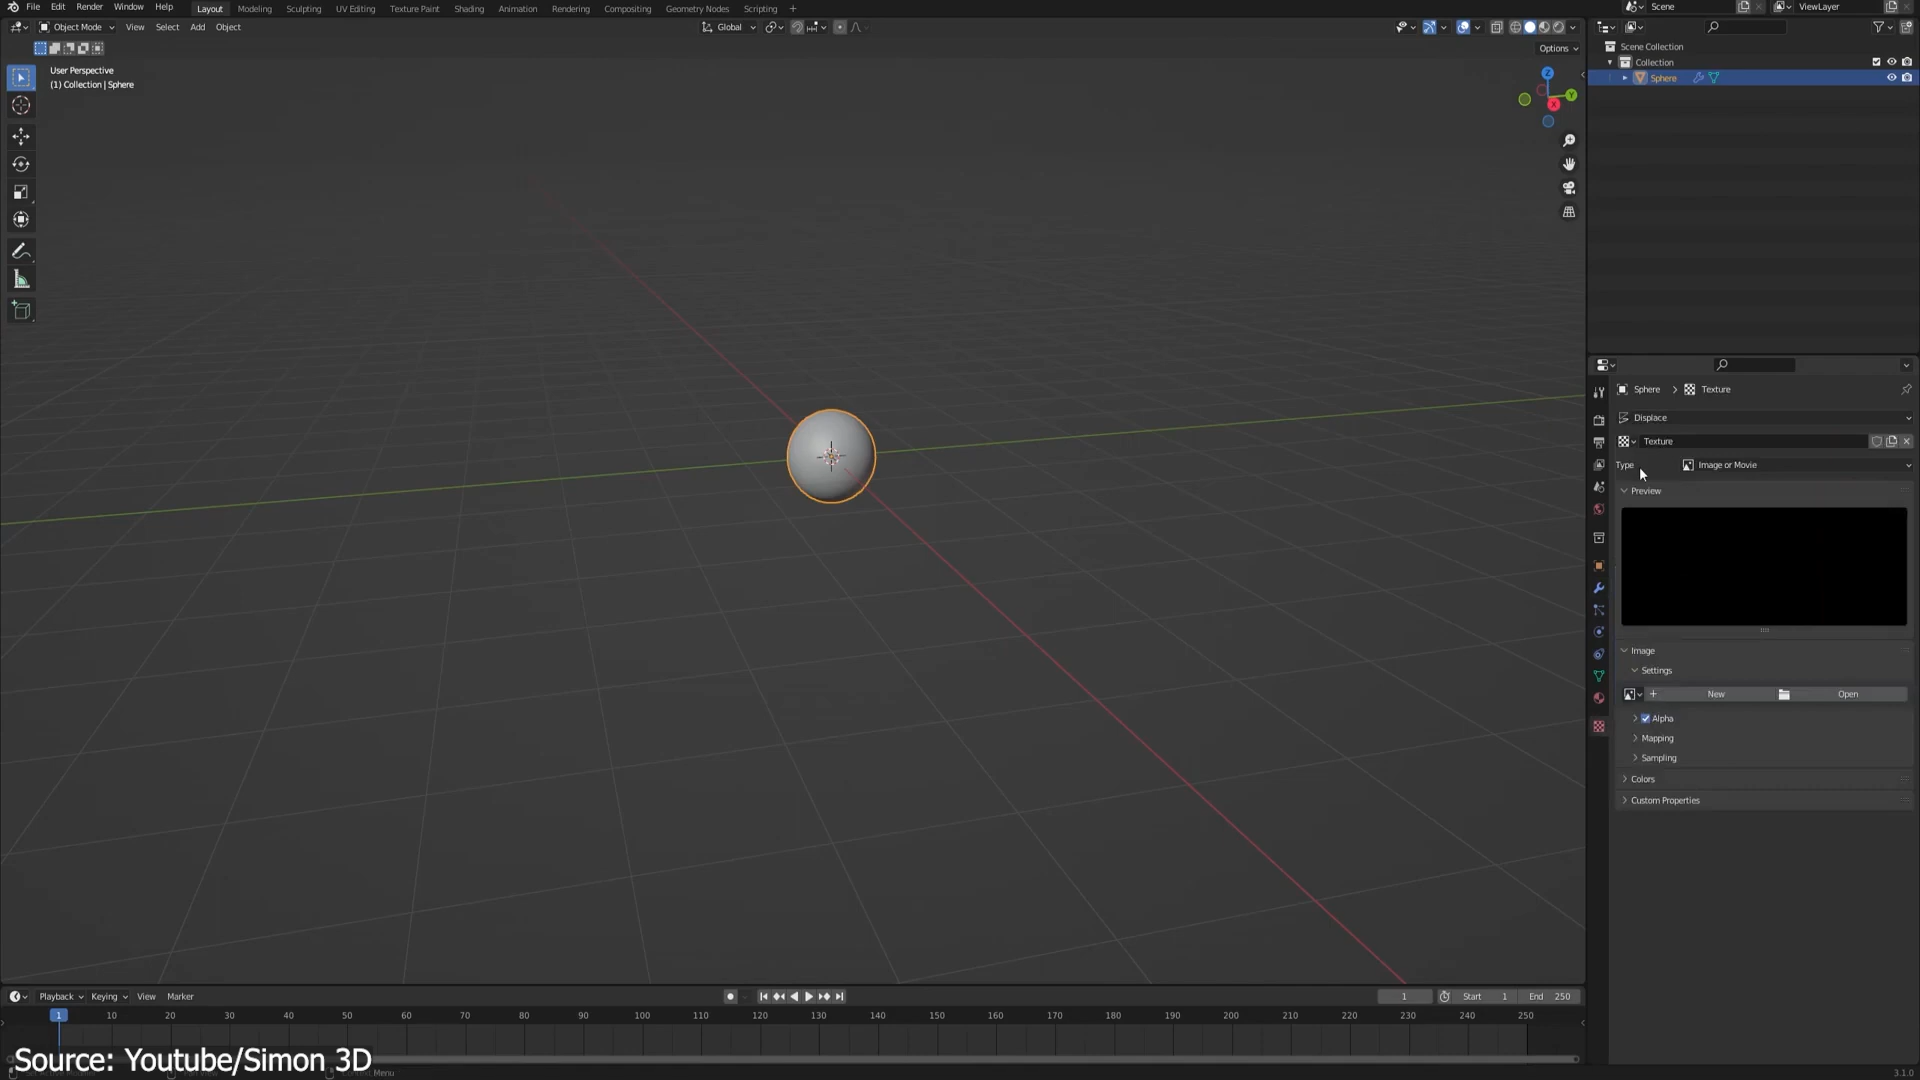 File Edit Render Window Help Layout Modeling Sculpting UV Editing Texture Paint Shading Animation Rendering Compositing Geometry Nodes Scripting + Scene ViewLayer
Object Mode View Select Add Object Global
Options
User Perspective
(1) Collection | Sphere
Z
Y
X
Scene Collection
Collection
Sphere
Sphere > Texture
Displace
Texture
Type Image or Movie
Preview
Image
Settings
+ New Open
Alpha
Mapping
Sampling
Colors
Custom Properties
Playback Keying View Marker 1 Start 1 End 250
1 10 20 30 40 50 60 70 80 90 100 110 120 130 140 150 160 170 180 190 200 210 220 230 240 250
Source: Youtube/Simon 3D
Menu
3.1.0